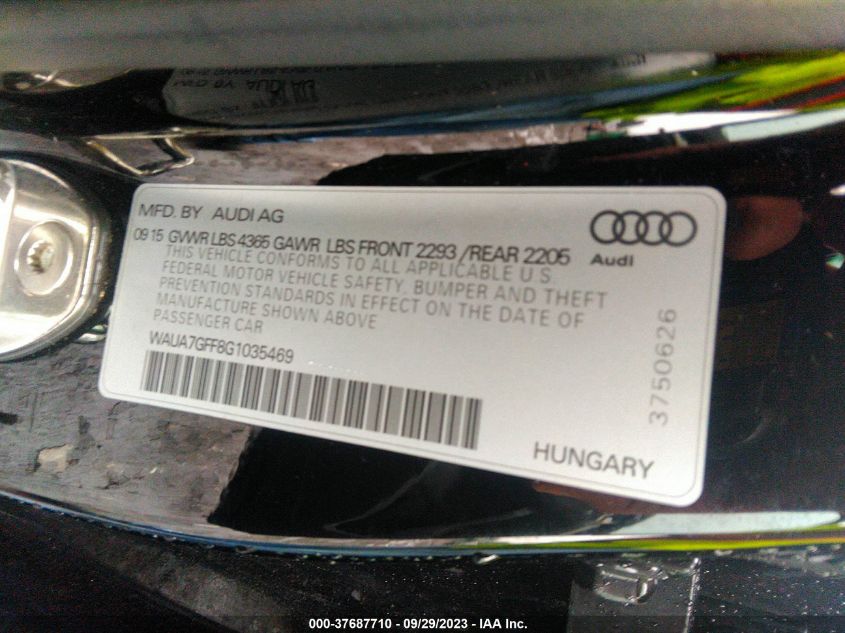 MFD. BY AUDI AG
09 15 GVWR LBS 4365 GAWR LBS FRONT 2293 /REAR 2205
THIS VEHICLE CONFORMS TO ALL APPLICABLE U.S.
FEDERAL MOTOR VEHICLE SAFETY, BUMPER AND THEFT
PREVENTION STANDARDS IN EFFECT ON THE DATE OF
MANUFACTURE SHOWN ABOVE
PASSENGER CAR
WAUA7GFF8G1035469
Audi
3750626
HUNGARY
000-37687710 - 09/29/2023 - IAA Inc.